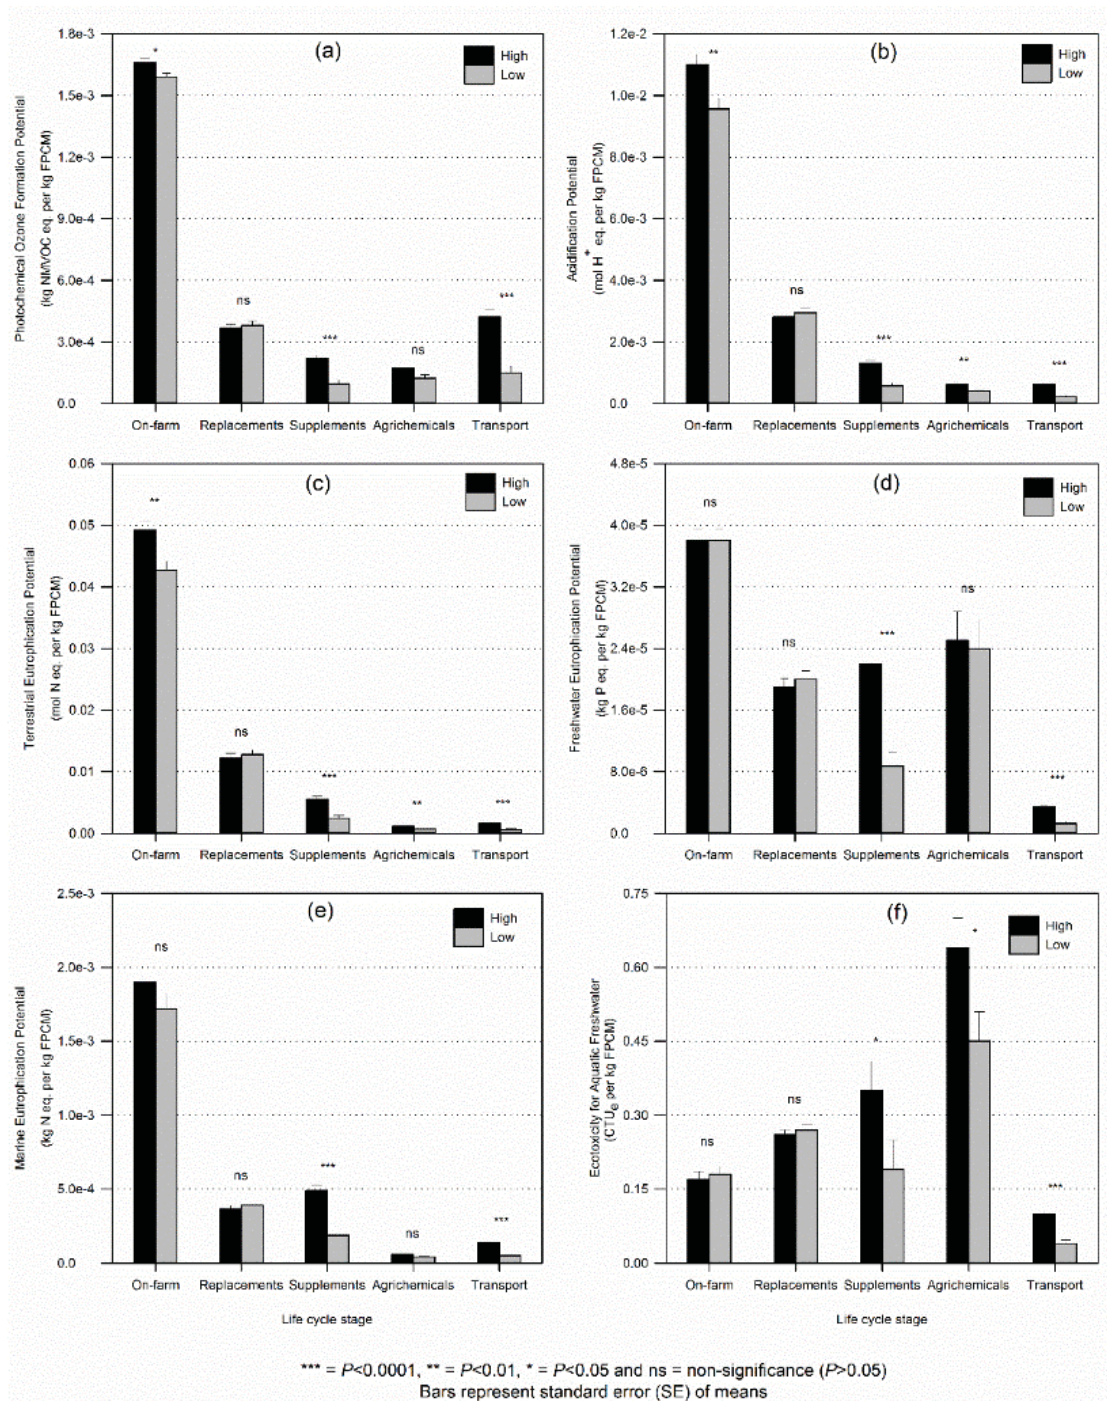 (a)
High
Low
Photochemical Ozone Formation Potential
(kg NMVOC eq. per kg FPCM)
1.8e-3
1.5e-3
1.2e-3
9.0e-4
6.0e-4
3.0e-4
0.0
*
ns
***
ns
***
On-farm Replacements Supplements Agrichemicals Transport
(b)
High
Low
Acidification Potential
(mol H+ eq. per kg FPCM)
1.2e-2
1.0e-2
8.0e-3
6.0e-3
4.0e-3
2.0e-3
0.0
**
ns
***
**
***
On-farm Replacements Supplements Agrichemicals Transport
(c)
High
Low
Terrestrial Eutrophication Potential
(mol N eq. per kg FPCM)
0.06
0.05
0.04
0.03
0.02
0.01
0.00
**
ns
***
**
***
On-farm Replacements Supplements Agrichemicals Transport
(d)
High
Low
Freshwater Eutrophication Potential
(kg P eq. per kg FPCM)
4.8e-5
4.0e-5
3.2e-5
2.4e-5
1.6e-5
8.0e-6
0.0
ns
ns
***
ns
***
On-farm Replacements Supplements Agrichemicals Transport
(e)
High
Low
Marine Eutrophication Potential
(kg N eq. per kg FPCM)
2.5e-3
2.0e-3
1.5e-3
1.0e-3
5.0e-4
0.0
ns
ns
***
ns
***
On-farm Replacements Supplements Agrichemicals Transport
Life cycle stage
(f)
High
Low
Ecotoxicity for Aquatic Freshwater
(CTUe per kg FPCM)
0.75
0.60
0.45
0.30
0.15
0.00
ns
ns
*
*
***
On-farm Replacements Supplements Agrichemicals Transport
Life cycle stage
*** = P<0.0001, ** = P<0.01, * = P<0.05 and ns = non-significance (P>0.05)
Bars represent standard error (SE) of means